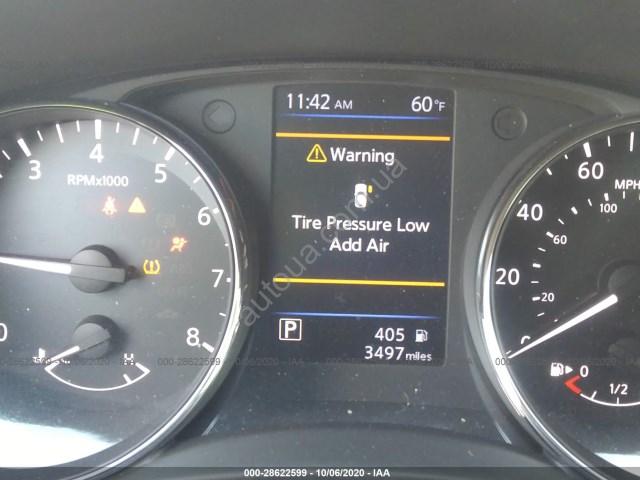 11:42 AM 60°F
Warning
Tire Pressure Low
Add Air
P 405
3497 miles
0 3 4 5 6 7 8
RPMx1000
H
0 20 40 60
MPH
20 60 100
0 1/2
autoua.com.ua
000-28622599 | 10/06/2020 | IAA